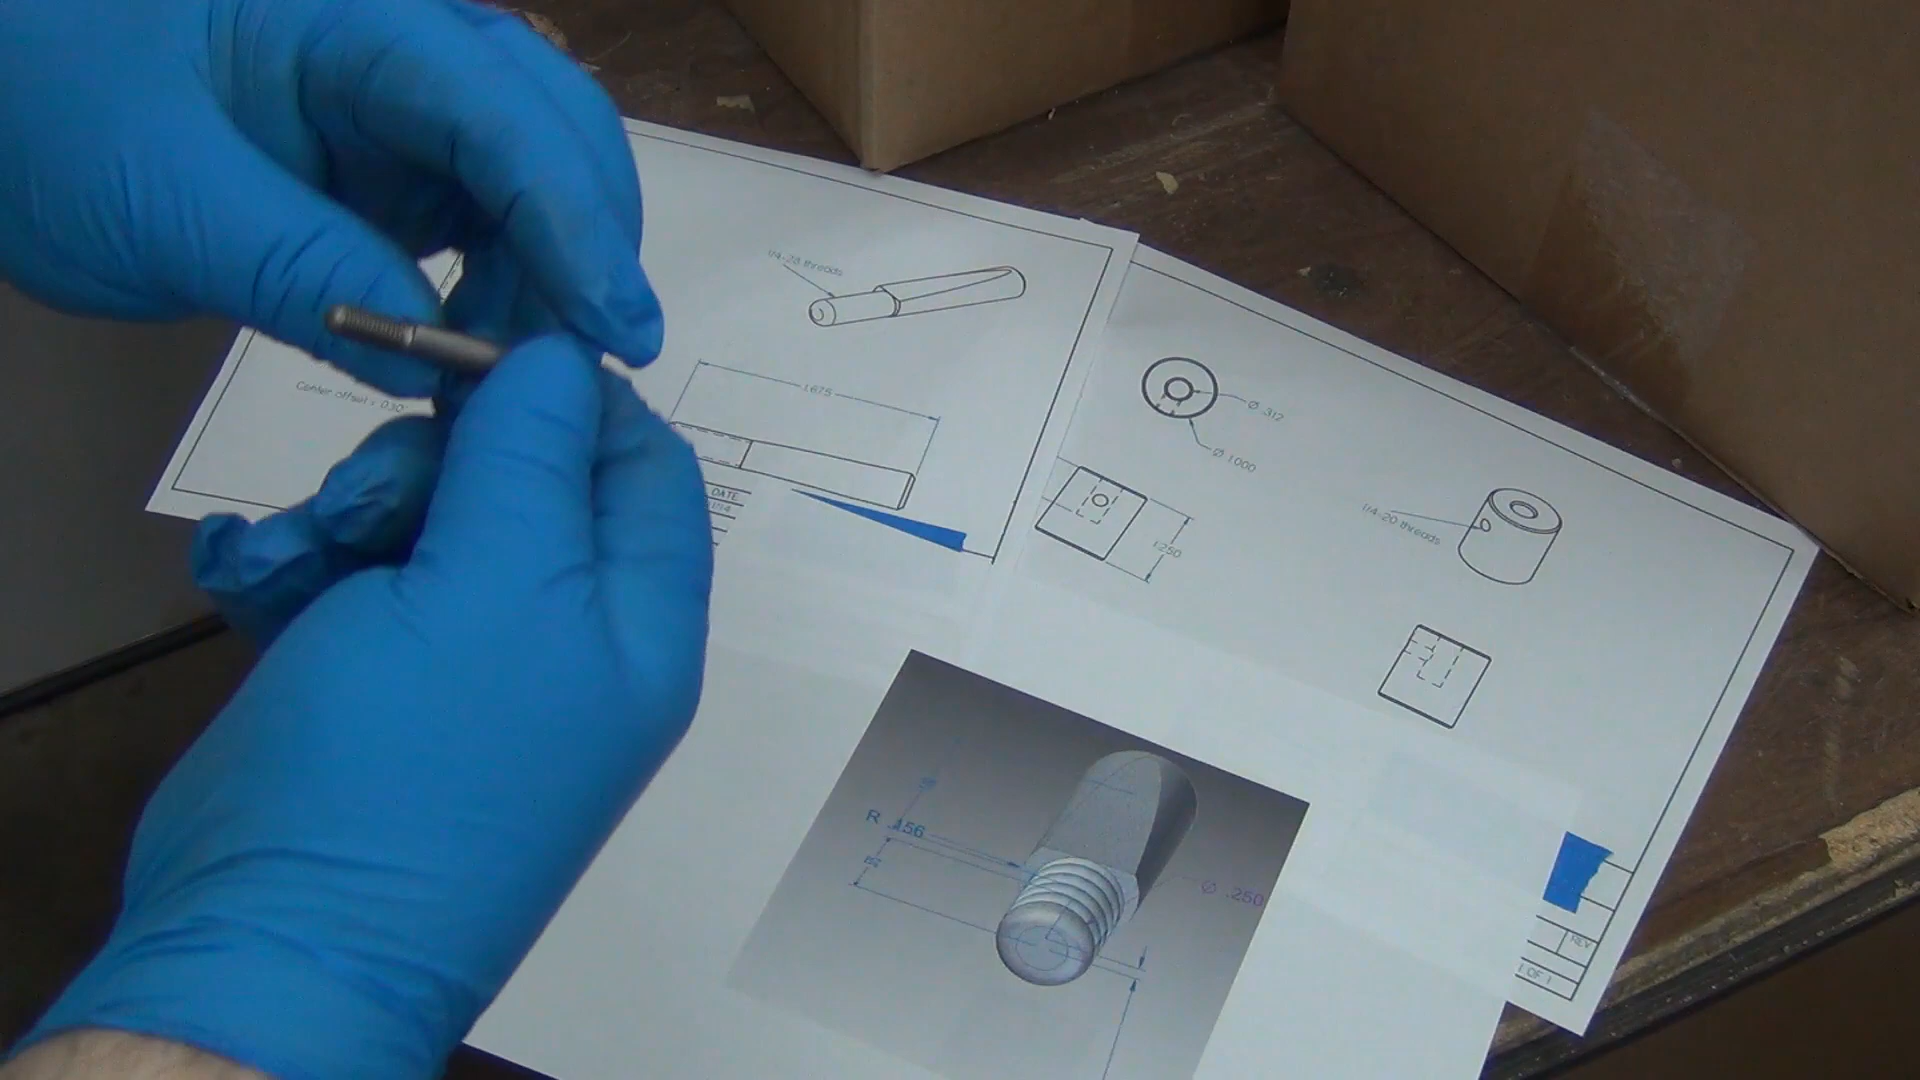 1/4-28 threads
1.675
Center offset = .030"
DATE
Ø .312
Ø 1.000
1.250
1/4-20 threads
R .156
Ø .250
REV
1 OF 1